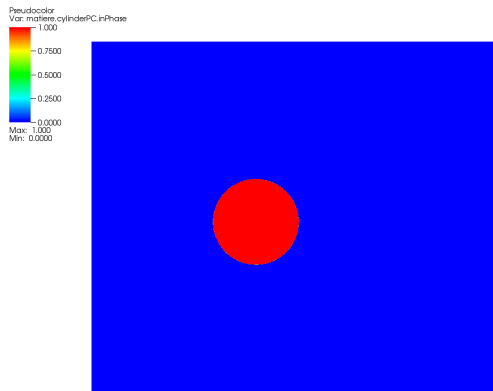 Pseudocolor
Var: matiere.cylinderPC.inPhase
1.000
0.7500
0.5000
0.2500
0.0000
Max: 1.000
Min: 0.0000